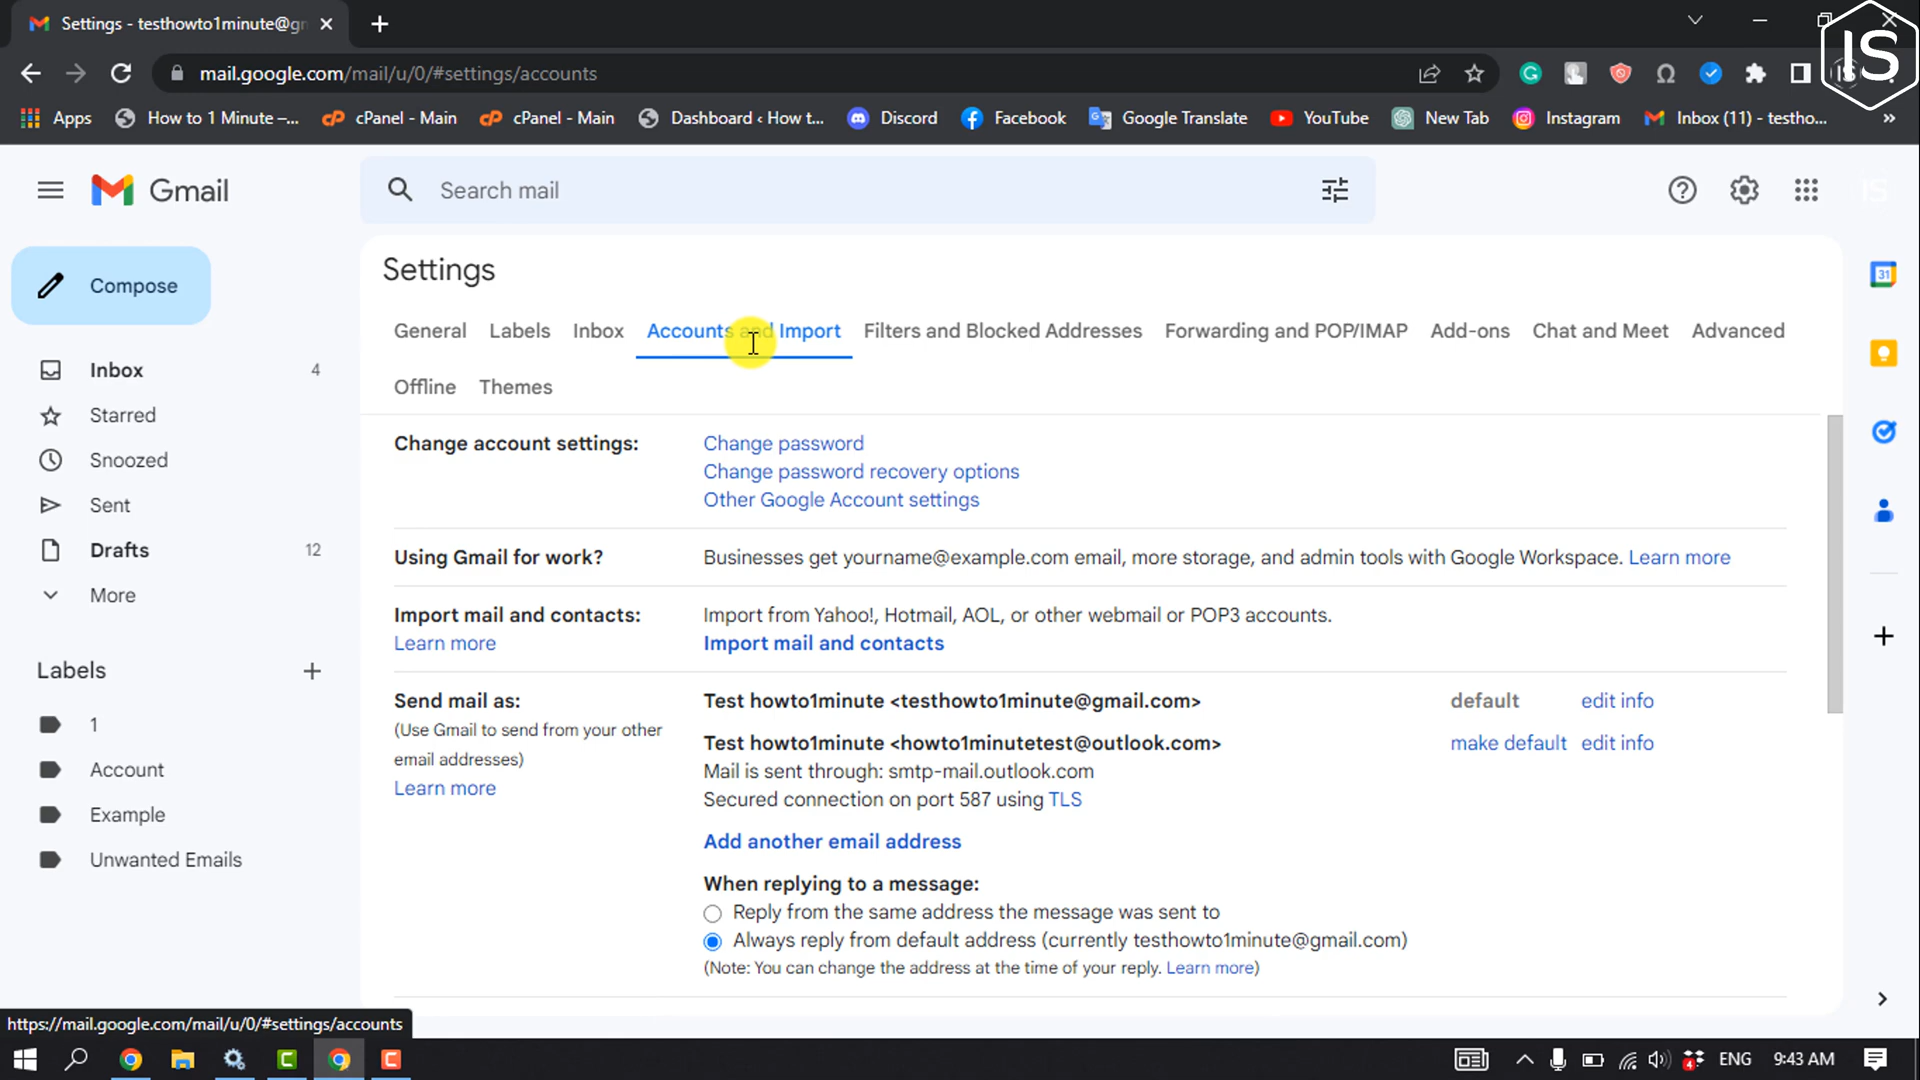 Settings - testhowto1minute@gm
mail.google.com/mail/u/0/#settings/accounts
IS
Apps How to 1 Minute –... cPanel - Main cPanel - Main Dashboard ‹ How t... Discord Facebook Google Translate YouTube New Tab Instagram Inbox (11) - testho... »
Gmail
Search mail
Compose
Inbox 4
Starred
Snoozed
Sent
Drafts 12
More
Labels
1
Account
Example
Unwanted Emails
Settings
General Labels Inbox Accounts and Import Filters and Blocked Addresses Forwarding and POP/IMAP Add-ons Chat and Meet Advanced
Offline Themes
Change account settings: Change password
Change password recovery options
Other Google Account settings
Using Gmail for work? Businesses get yourname@example.com email, more storage, and admin tools with Google Workspace. Learn more
Import mail and contacts: Import from Yahoo!, Hotmail, AOL, or other webmail or POP3 accounts.
Learn more Import mail and contacts
Send mail as: Test howto1minute <testhowto1minute@gmail.com> default edit info
(Use Gmail to send from your other
email addresses)
Learn more
Test howto1minute <howto1minutetest@outlook.com> make default edit info
Mail is sent through: smtp-mail.outlook.com
Secured connection on port 587 using TLS
Add another email address
When replying to a message:
Reply from the same address the message was sent to
Always reply from default address (currently testhowto1minute@gmail.com)
(Note: You can change the address at the time of your reply. Learn more)
31
https://mail.google.com/mail/u/0/#settings/accounts
4 ENG 9:43 AM